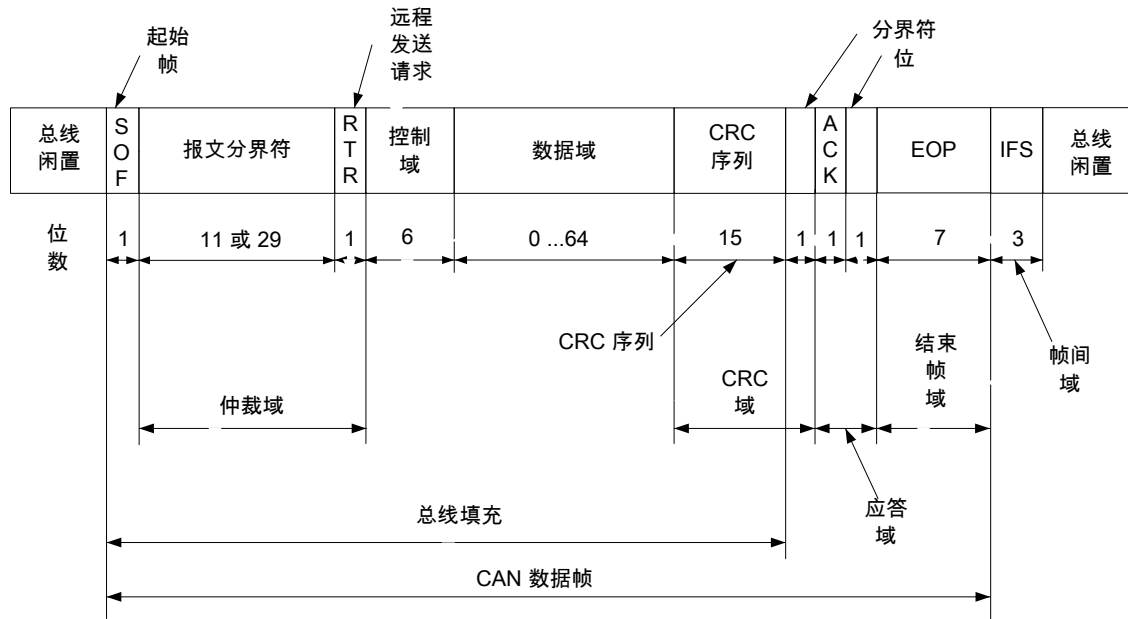 起始
帧
远程
发送
请求
分界符
位
总线
闲置
S
O
F
报文分界符
R
T
R
控制
域
数据域
CRC
序列
A
C
K
EOP
IFS
总线
闲置
位
数
1
11 或 29
1
6
0 ...64
15
1
1
1
7
3
CRC 序列
CRC
域
结束
帧
域
帧间
域
仲裁域
应答
域
总线填充
CAN 数据帧